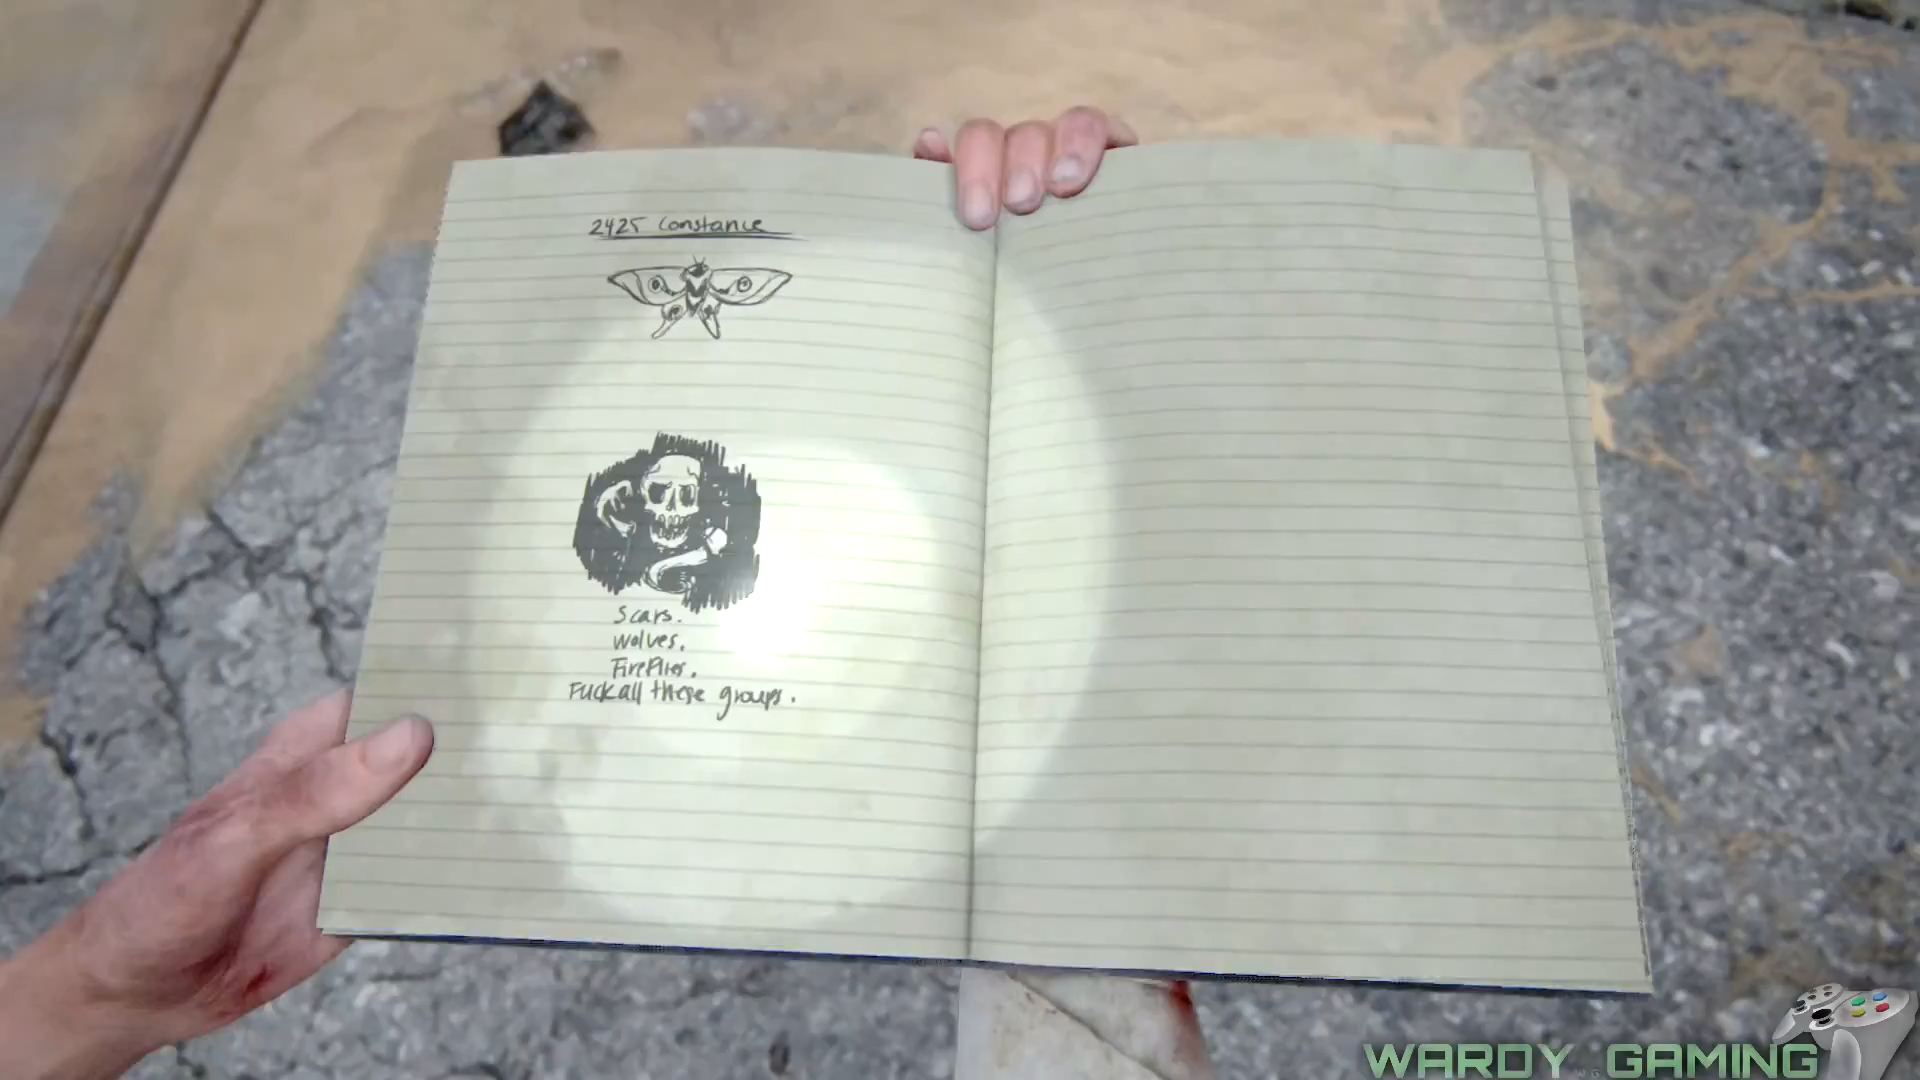 2425 Constance
Scars.
Wolves.
Fireflies.
Fuck all these groups.
WARDY GAMING